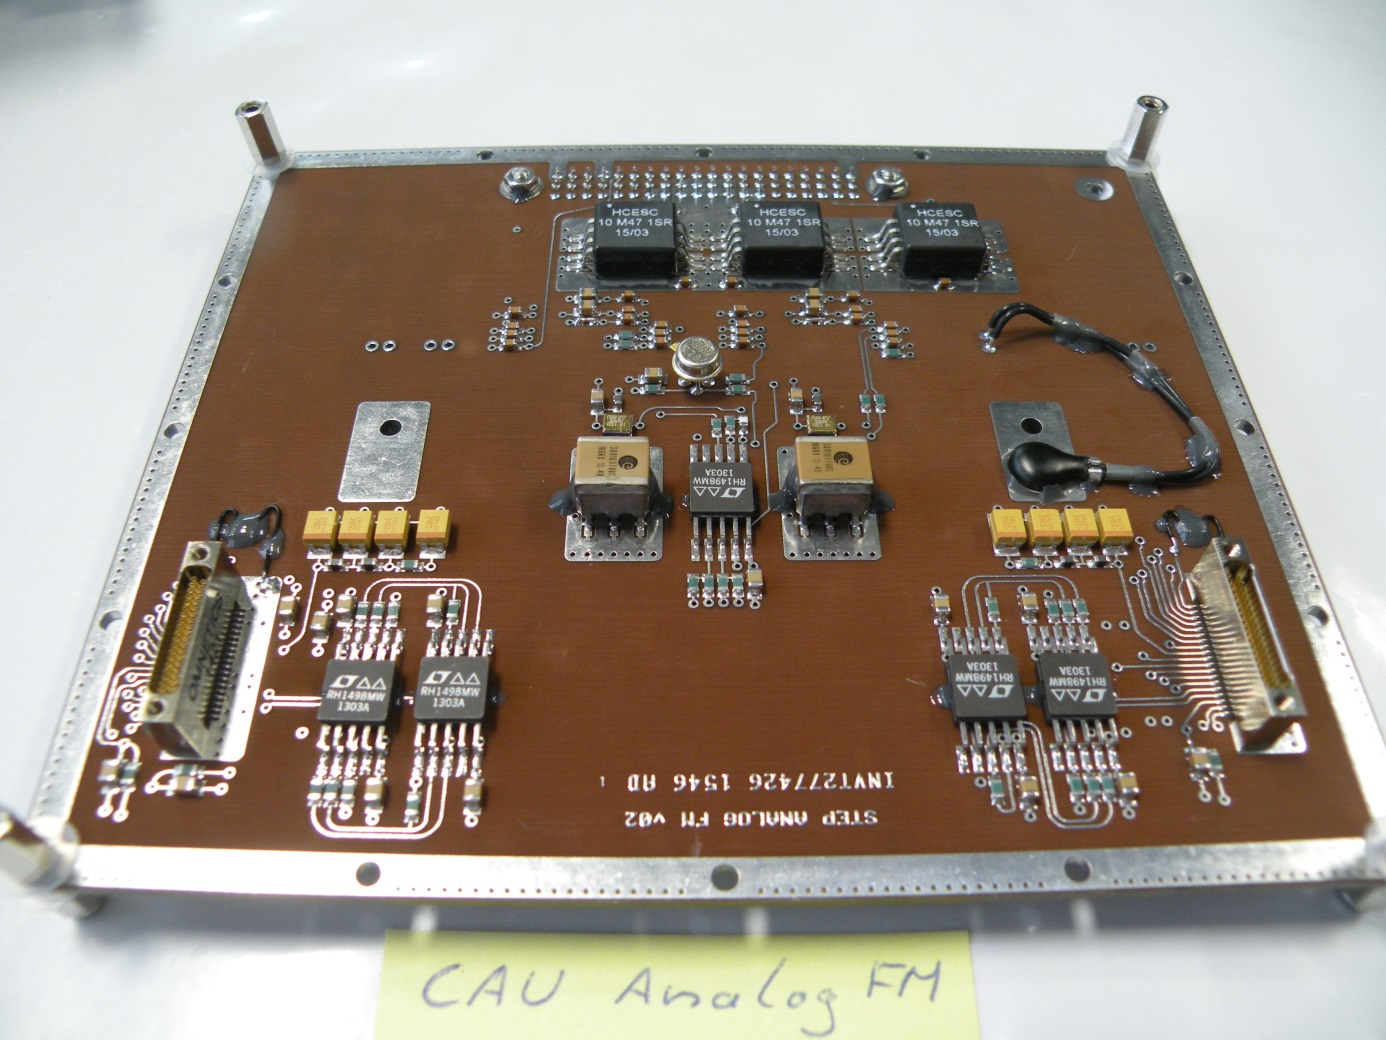 HCESC
10 M47 1SR
15/03
HCESC
10 M47 1SR
15/03
HCESC
10 M47 1SR
15/03
RH1498MW
1303A
RH1498MW
1303A
RH1498MW
1303A
RH1498MW
1303A
RH1498MW
1303A
OMNETICS
INVT277426 1546 AD
STEP ANALOG FM v02
CAU Analog FM